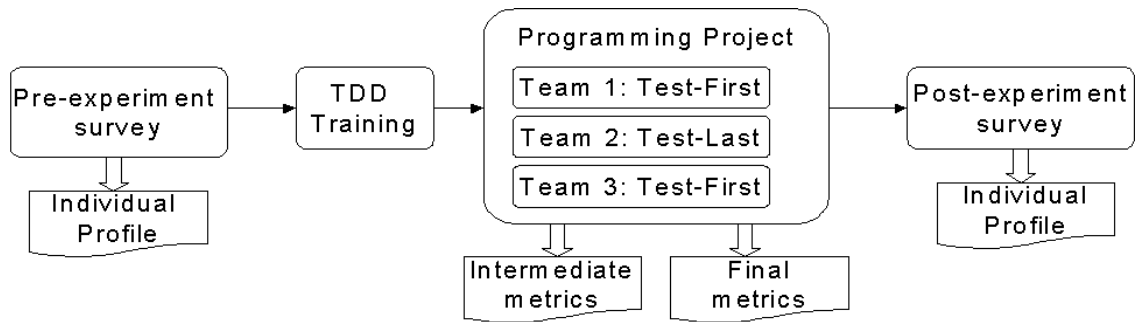 Pre-experiment
survey
Individual
Profile
TDD
Training
Programming Project
Team 1: Test-First
Team 2: Test-Last
Team 3: Test-First
Intermediate
metrics
Final
metrics
Post-experiment
survey
Individual
Profile